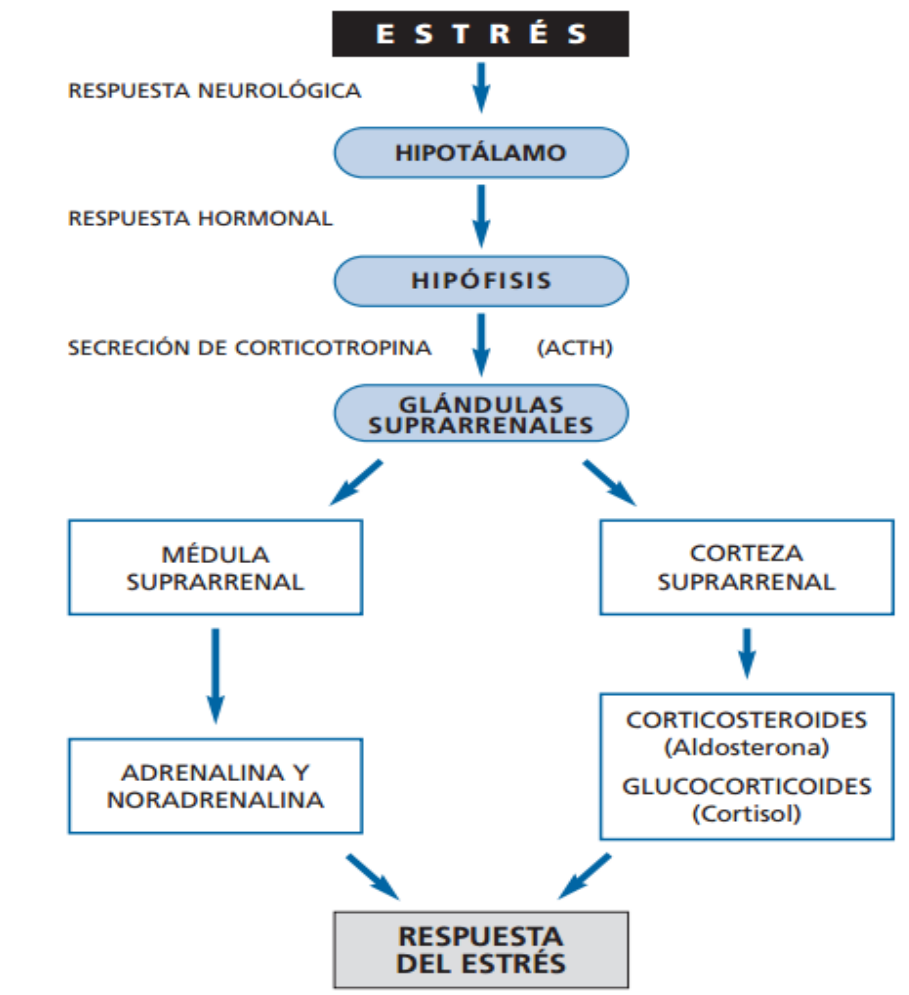 ESTRÉS
RESPUESTA NEUROLÓGICA
HIPOTÁLAMO
RESPUESTA HORMONAL
HIPÓFISIS
SECRECIÓN DE CORTICOTROPINA (ACTH)
GLÁNDULAS
SUPRARRENALES
MÉDULA
SUPRARRENAL
CORTEZA
SUPRARRENAL
ADRENALINA Y
NORADRENALINA
CORTICOSTEROIDES
(Aldosterona)
GLUCOCORTICOIDES
(Cortisol)
RESPUESTA
DEL ESTRÉS